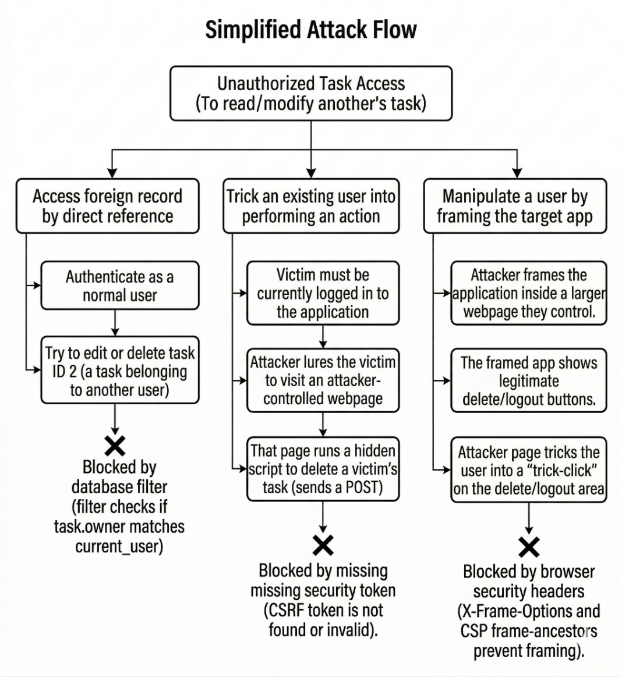 Simplified Attack Flow
Unauthorized Task Access
(To read/modify another's task)
Access foreign record
by direct reference
Authenticate as a
normal user
Try to edit or delete task
ID 2 (a task belonging
to another user)
Blocked by
database filter
(filter checks if
task.owner matches
current_user)
Trick an existing user into
performing an action
Victim must be
currently logged in to
the application
Attacker lures the victim
to visit an attacker-
controlled webpage
That page runs a hidden
script to delete a victim's
task (sends a POST)
Blocked by missing
missing security token
(CSRF token is not
found or invalid).
Manipulate a user by
framing the target app
Attacker frames the
application inside a larger
webpage they control.
The framed app shows
legitimate
delete/logout buttons.
Attacker page tricks the
user into a "trick-click"
on the delete/logout area
Blocked by browser
security headers
(X-Frame-Options and
CSP frame-ancestors
prevent framing).